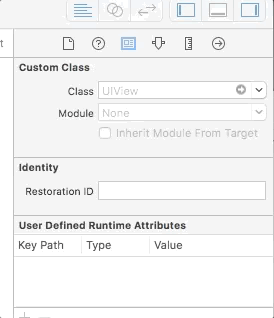 t
Custom Class
Class UIView
Module None
Inherit Module From Target
Identity
Restoration ID
User Defined Runtime Attributes
Key Path Type Value